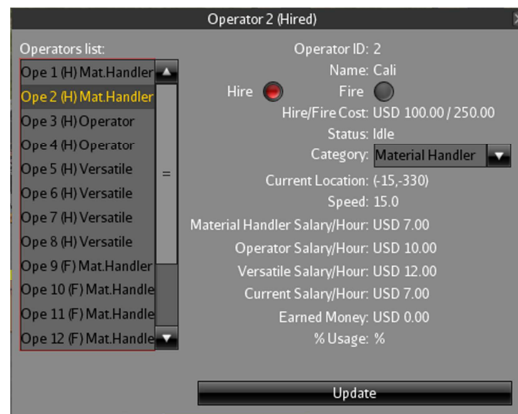 Operator 2 (Hired)
Operators list:
Ope 1 (H) Mat.Handler
Ope 2 (H) Mat.Handler
Ope 3 (H) Operator
Ope 4 (H) Operator
Ope 5 (H) Versatile
Ope 6 (H) Versatile
Ope 7 (H) Versatile
Ope 8 (H) Versatile
Ope 9 (F) Mat.Handler
Ope 10 (F) Mat.Handle
Ope 11 (F) Mat.Handle
Ope 12 (F) Mat.Handle
Operator ID: 2
Name: Cali
Hire Fire
Hire/Fire Cost: USD 100.00 / 250.00
Status: Idle
Category: Material Handler
Current Location: (-15,-330)
Speed: 15.0
Material Handler Salary/Hour: USD 7.00
Operator Salary/Hour: USD 10.00
Versatile Salary/Hour: USD 12.00
Current Salary/Hour: USD 7.00
Earned Money: USD 0.00
% Usage: %
Update